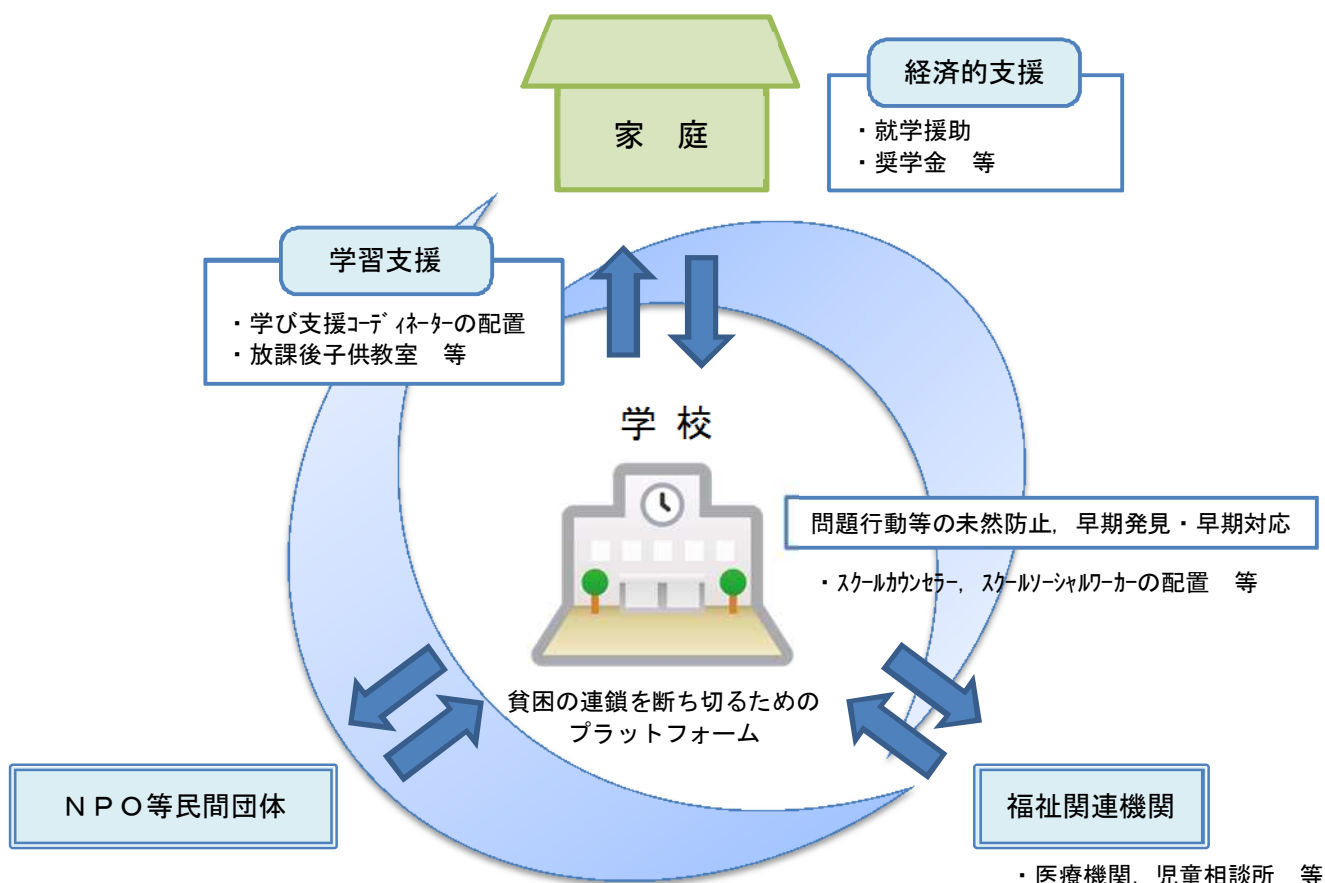 家　庭
経済的支援
・就学援助
・奨学金　等
学習支援
・学び支援ｺｰﾃﾞｨﾈｰﾀｰの配置
・放課後子供教室　等
学 校
問題行動等の未然防止，早期発見・早期対応
・ｽｸｰﾙｶｳﾝｾﾗｰ，ｽｸｰﾙｿｰｼｬﾙﾜｰｶｰの配置　等
貧困の連鎖を断ち切るための
プラットフォーム
ＮＰＯ等民間団体
福祉関連機関
・医療機関，児童相談所　等